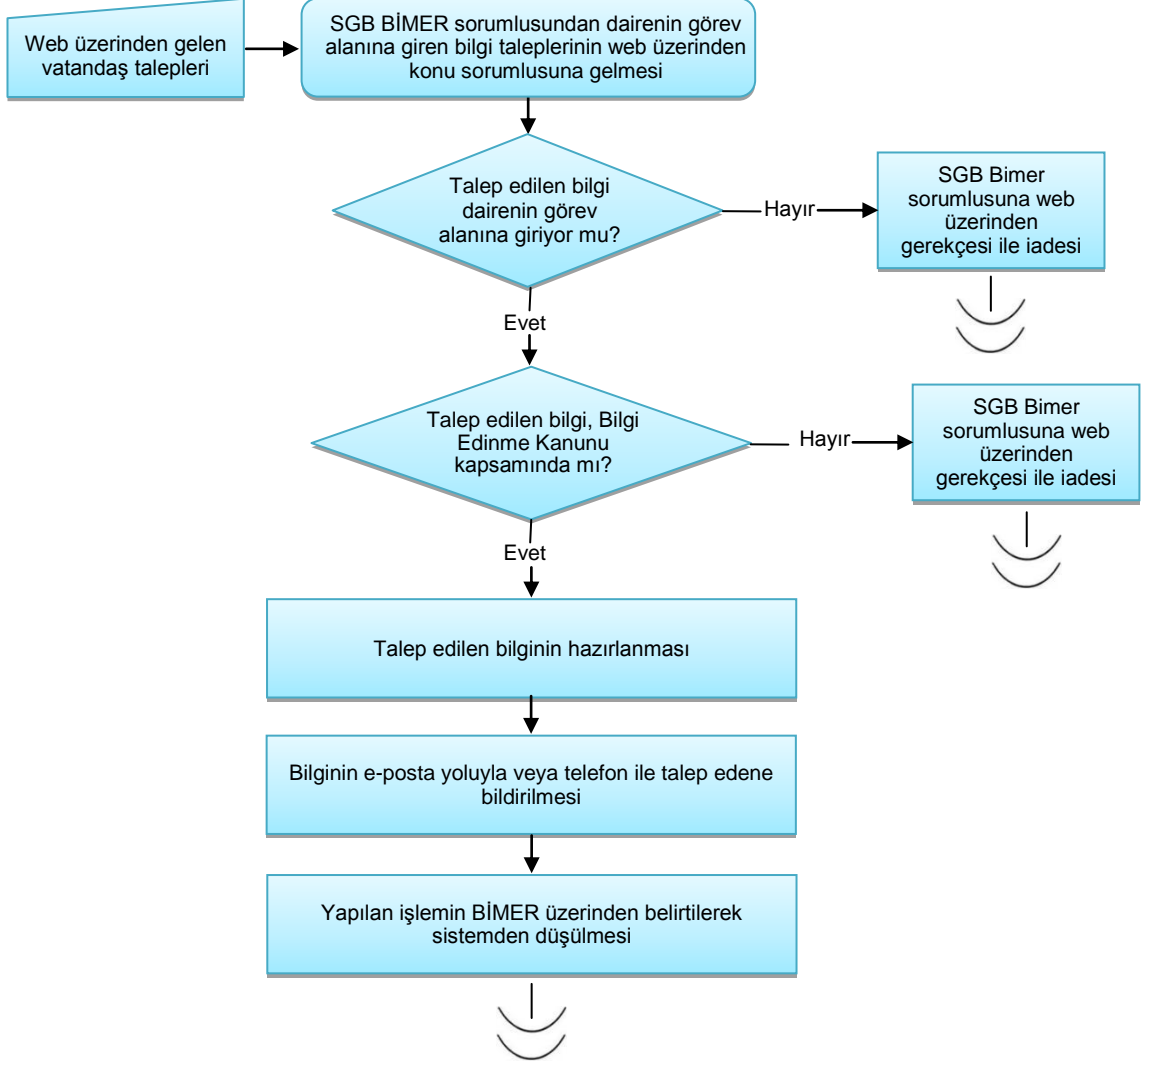 Web üzerinden gelen
vatandaş talepleri
SGB BİMER sorumlusundan dairenin görev
alanına giren bilgi taleplerinin web üzerinden
konu sorumlusuna gelmesi
Talep edilen bilgi
dairenin görev
alanına giriyor mu?
Hayır
SGB Bimer
sorumlusuna web
üzerinden
gerekçesi ile iadesi
Evet
Talep edilen bilgi, Bilgi
Edinme Kanunu
kapsamında mı?
Hayır
SGB Bimer
sorumlusuna web
üzerinden
gerekçesi ile iadesi
Evet
Talep edilen bilginin hazırlanması
Bilginin e-posta yoluyla veya telefon ile talep edene
bildirilmesi
Yapılan işlemin BİMER üzerinden belirtilerek
sistemden düşülmesi